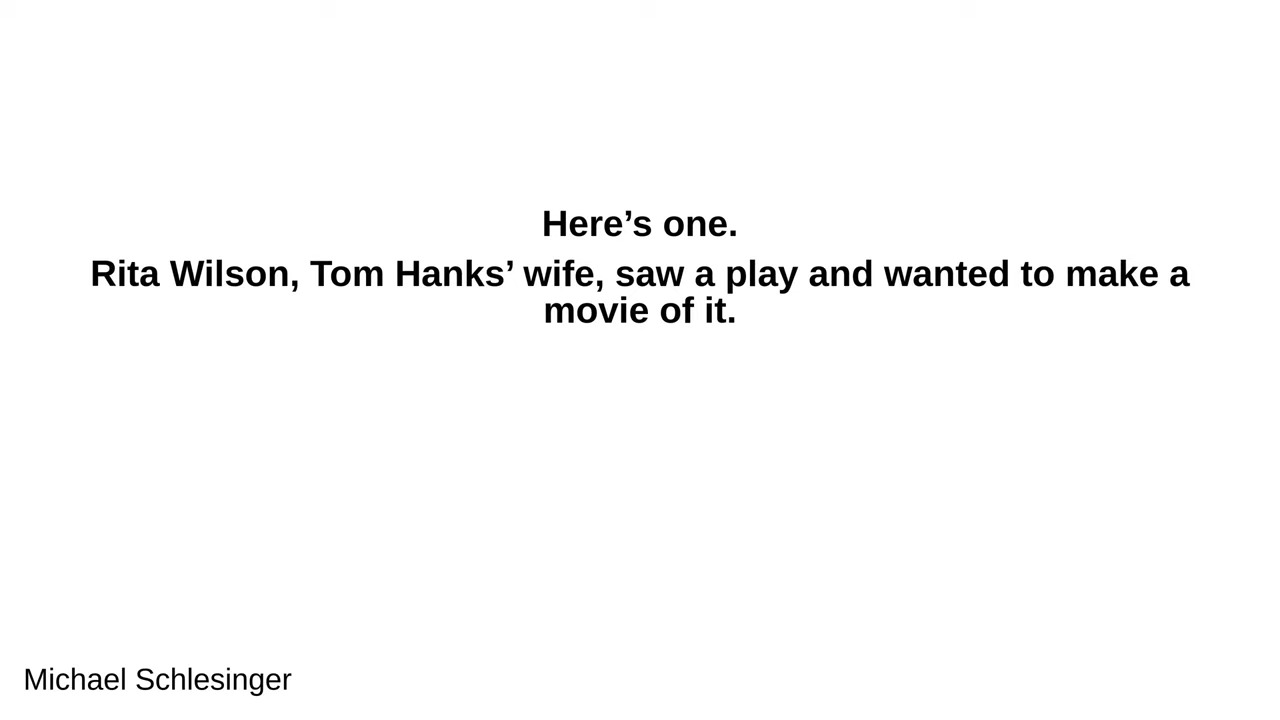 Here’s one.
Rita Wilson, Tom Hanks’ wife, saw a play and wanted to make a
movie of it.
Michael Schlesinger